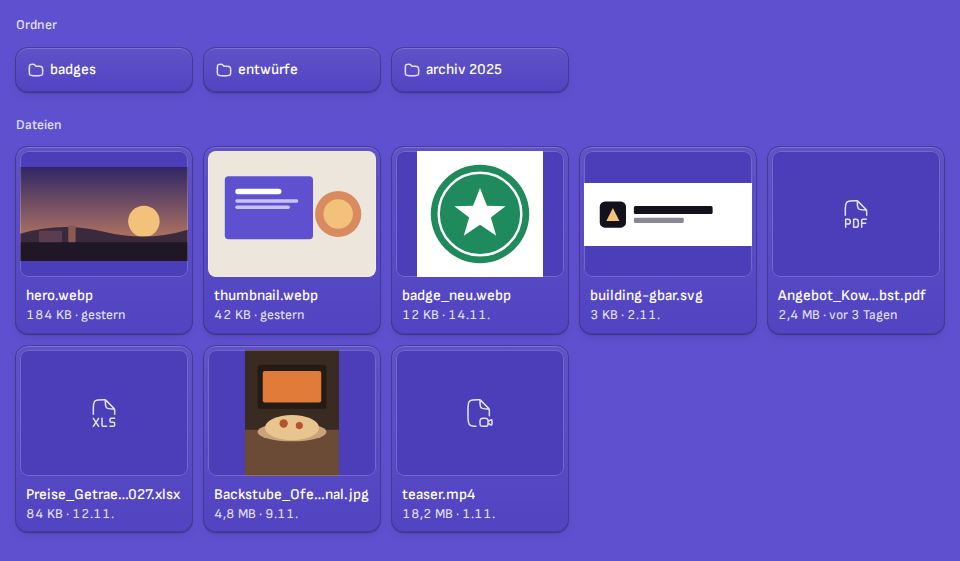 Ordner
badges
entwürfe
archiv 2025
Dateien
PDF
hero.webp
184 KB · gestern
thumbnail.webp
42 KB · gestern
badge_neu.webp
12 KB · 14.11.
building-gbar.svg
3 KB · 2.11.
Angebot_Kow...bst.pdf
2,4 MB · vor 3 Tagen
XLS
Preise_Getrae...027.xlsx
84 KB · 12.11.
Backstube_Ofe...nal.jpg
4,8 MB · 9.11.
teaser.mp4
18,2 MB · 1.11.